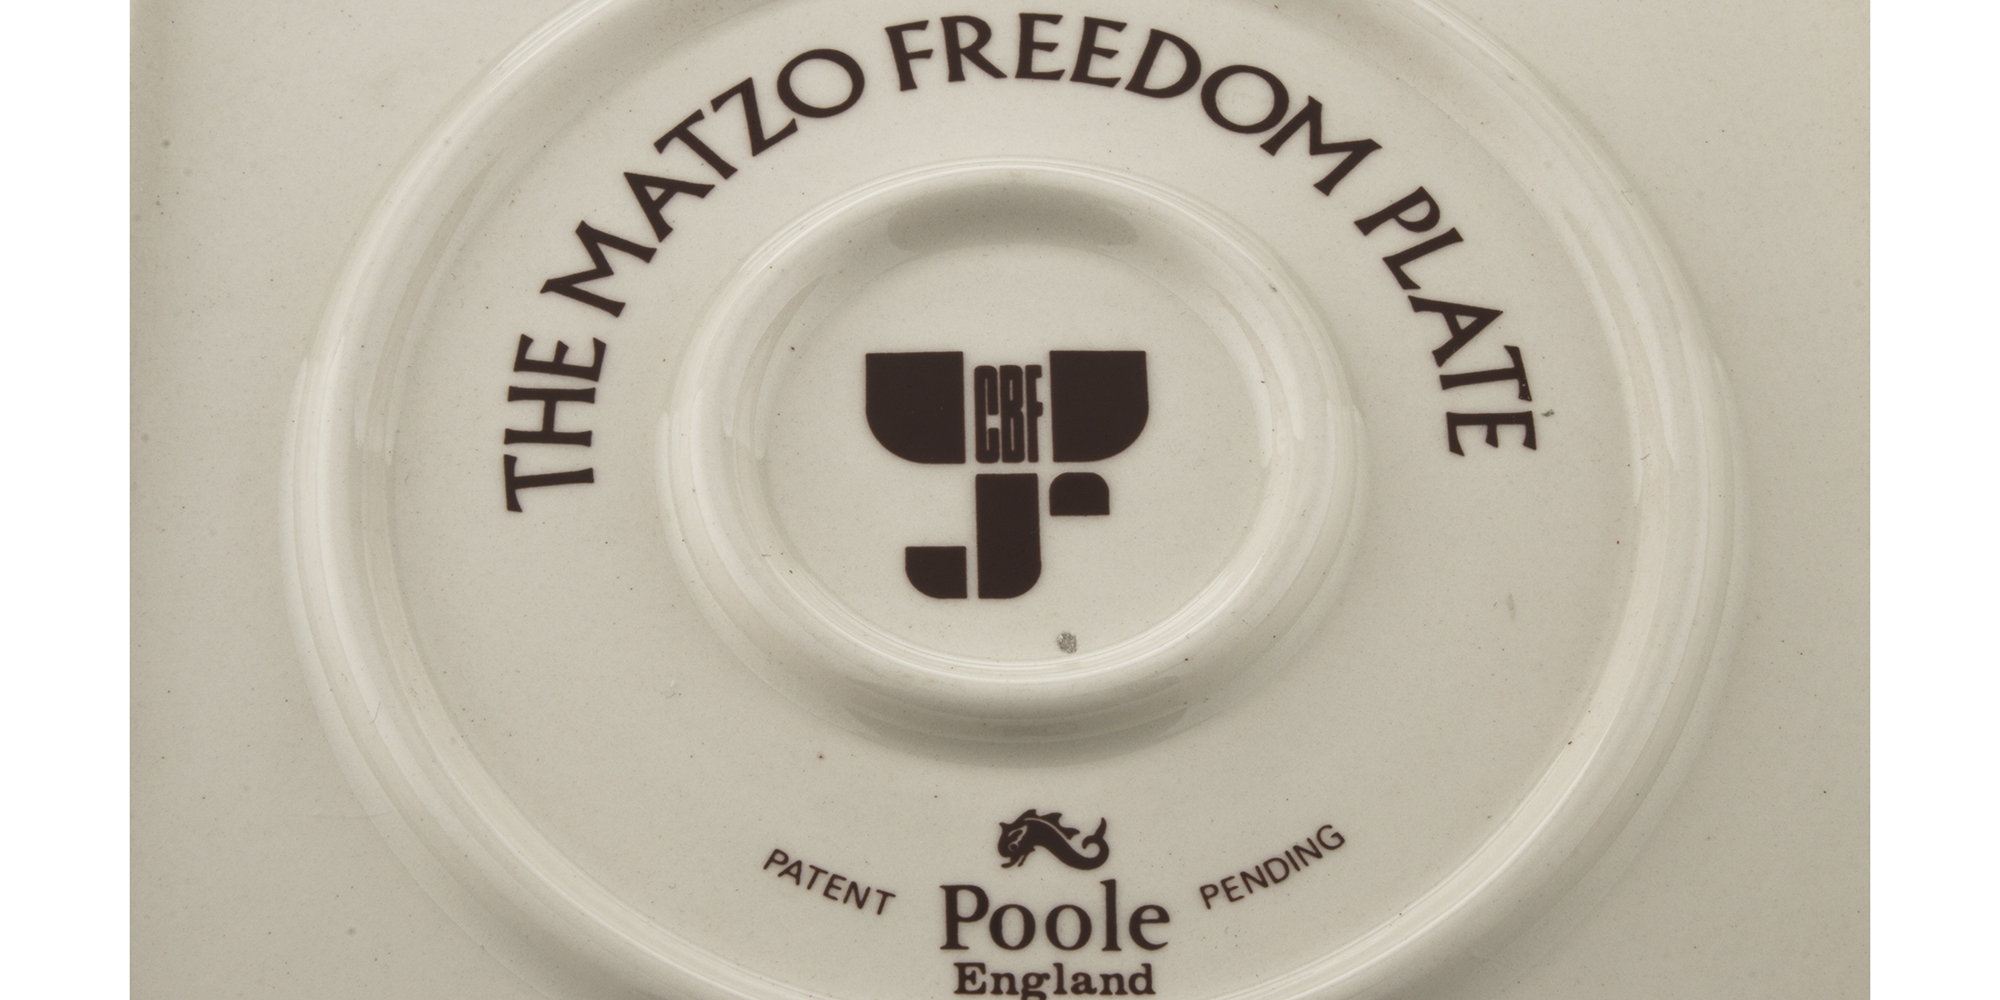 THE MATZO FREEDOM PLATE
CBF
PATENT PENDING
Poole
England